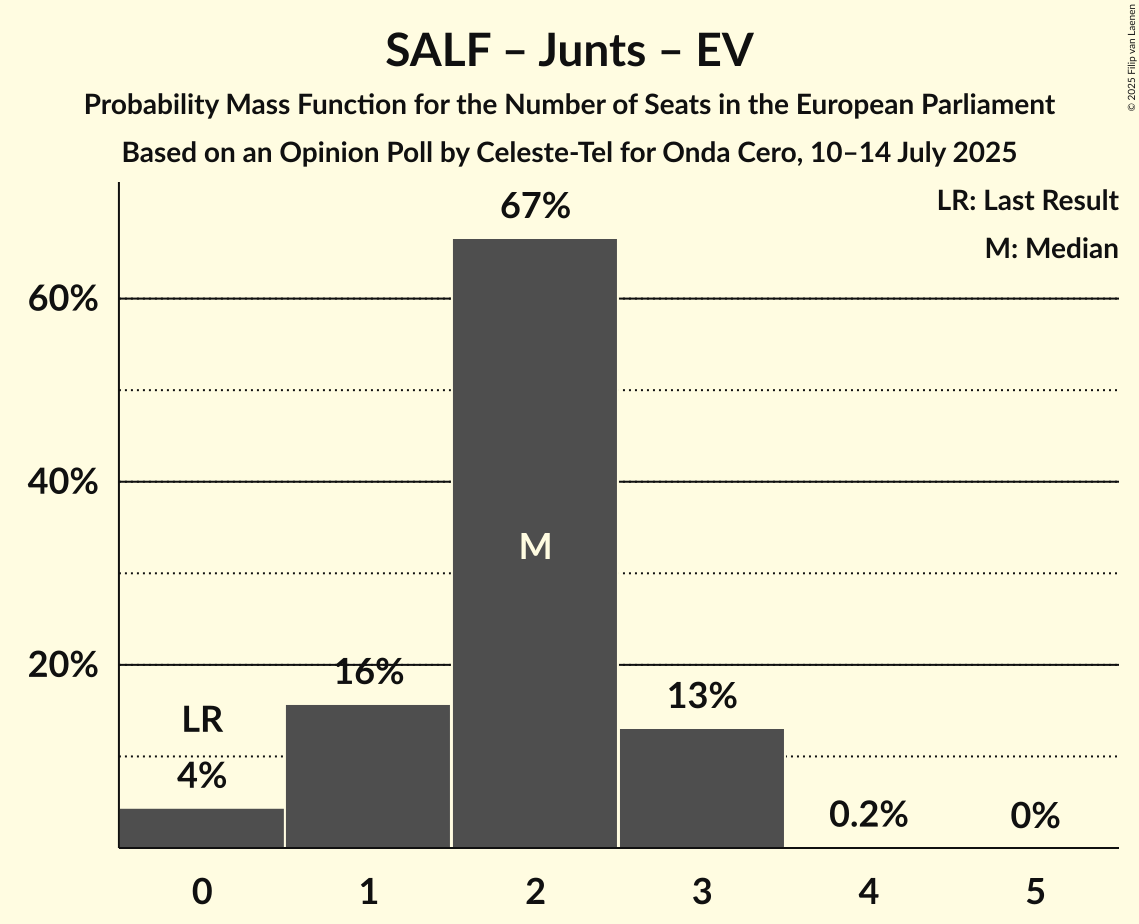 SALF – Junts – EV
Probability Mass Function for the Number of Seats in the European Parliament
Based on an Opinion Poll by Celeste-Tel for Onda Cero, 10–14 July 2025
© 2025 Filip van Laenen
LR: Last Result
M: Median
67%
60%
40%
M
20%
16%
13%
LR
4%
0.2%
0%
0 1 2 3 4 5